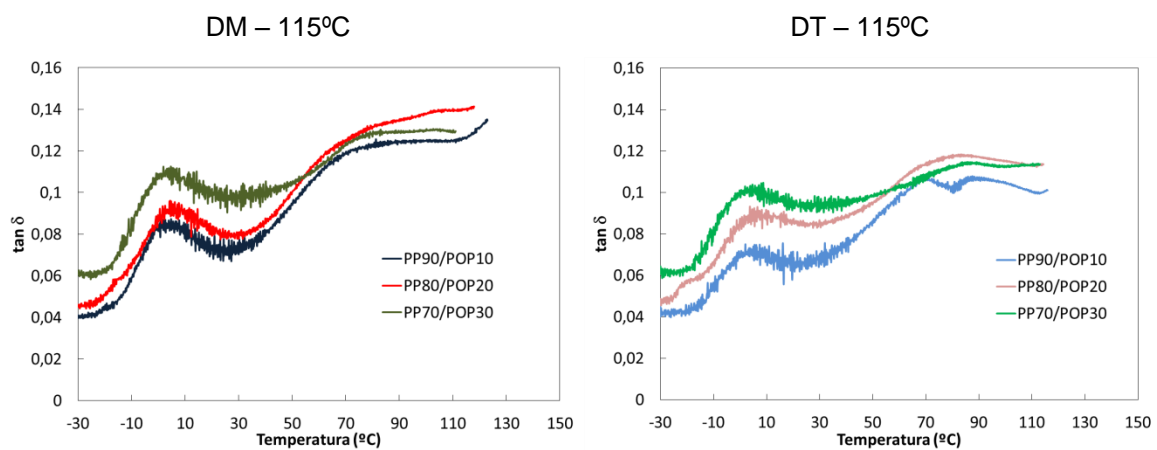 DM – 115ºC
0,16
0,14
0,12
0,1
0,08
0,06
0,04
0,02
0
tan δ
-30 -10 10 30 50 70 90 110 130 150
Temperatura (ºC)
PP90/POP10
PP80/POP20
PP70/POP30
DT – 115ºC
0,16
0,14
0,12
0,1
0,08
0,06
0,04
0,02
0
tan δ
-30 -10 10 30 50 70 90 110 130 150
Temperatura (ºC)
PP90/POP10
PP80/POP20
PP70/POP30